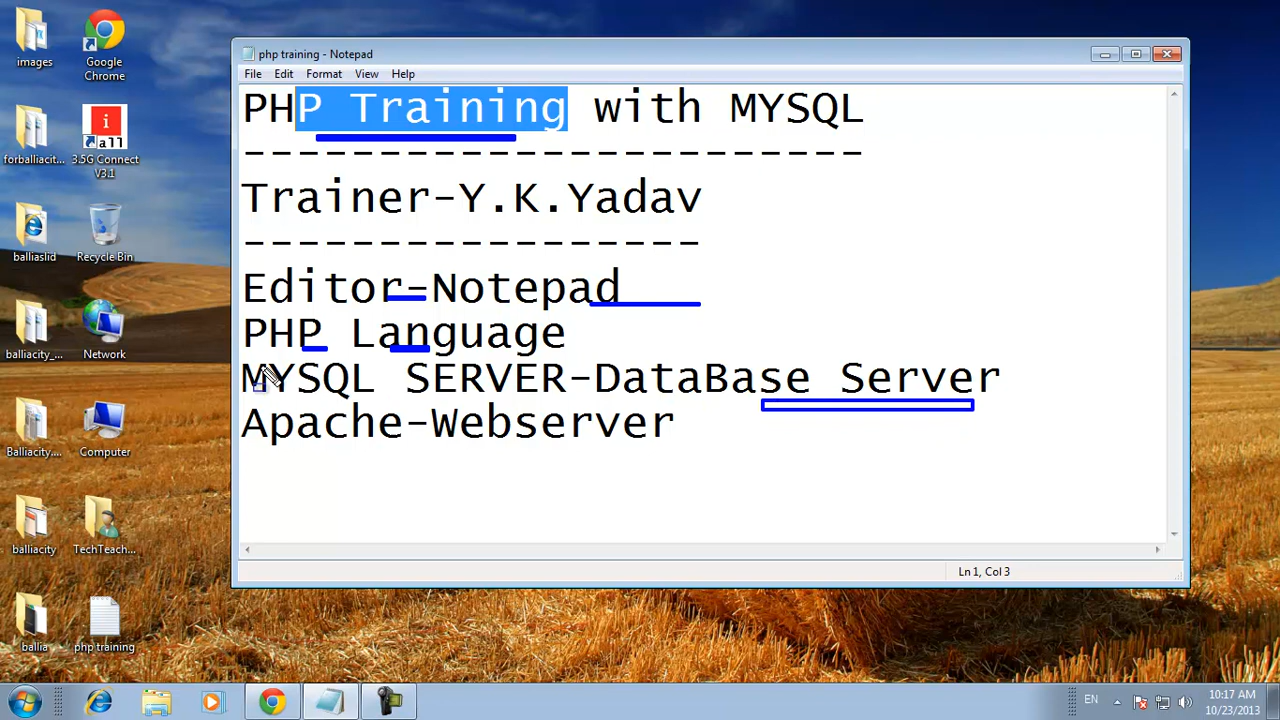 images
Google
Chrome
forballiacit...
i
all
3.5G Connect
V3.1
balliaslid
Recycle Bin
balliacity_...
Network
Balliacity....
Computer
balliacity
TechTeach...
ballia
php training
php training - Notepad
File Edit Format View Help
PHP Training with MYSQL
-----------------------
Trainer-Y.K.Yadav
-----------------
Editor-Notepad
PHP Language
MYSQL SERVER-DataBase Server
Apache-Webserver
Ln 1, Col 3
EN
10:17 AM
10/23/2013